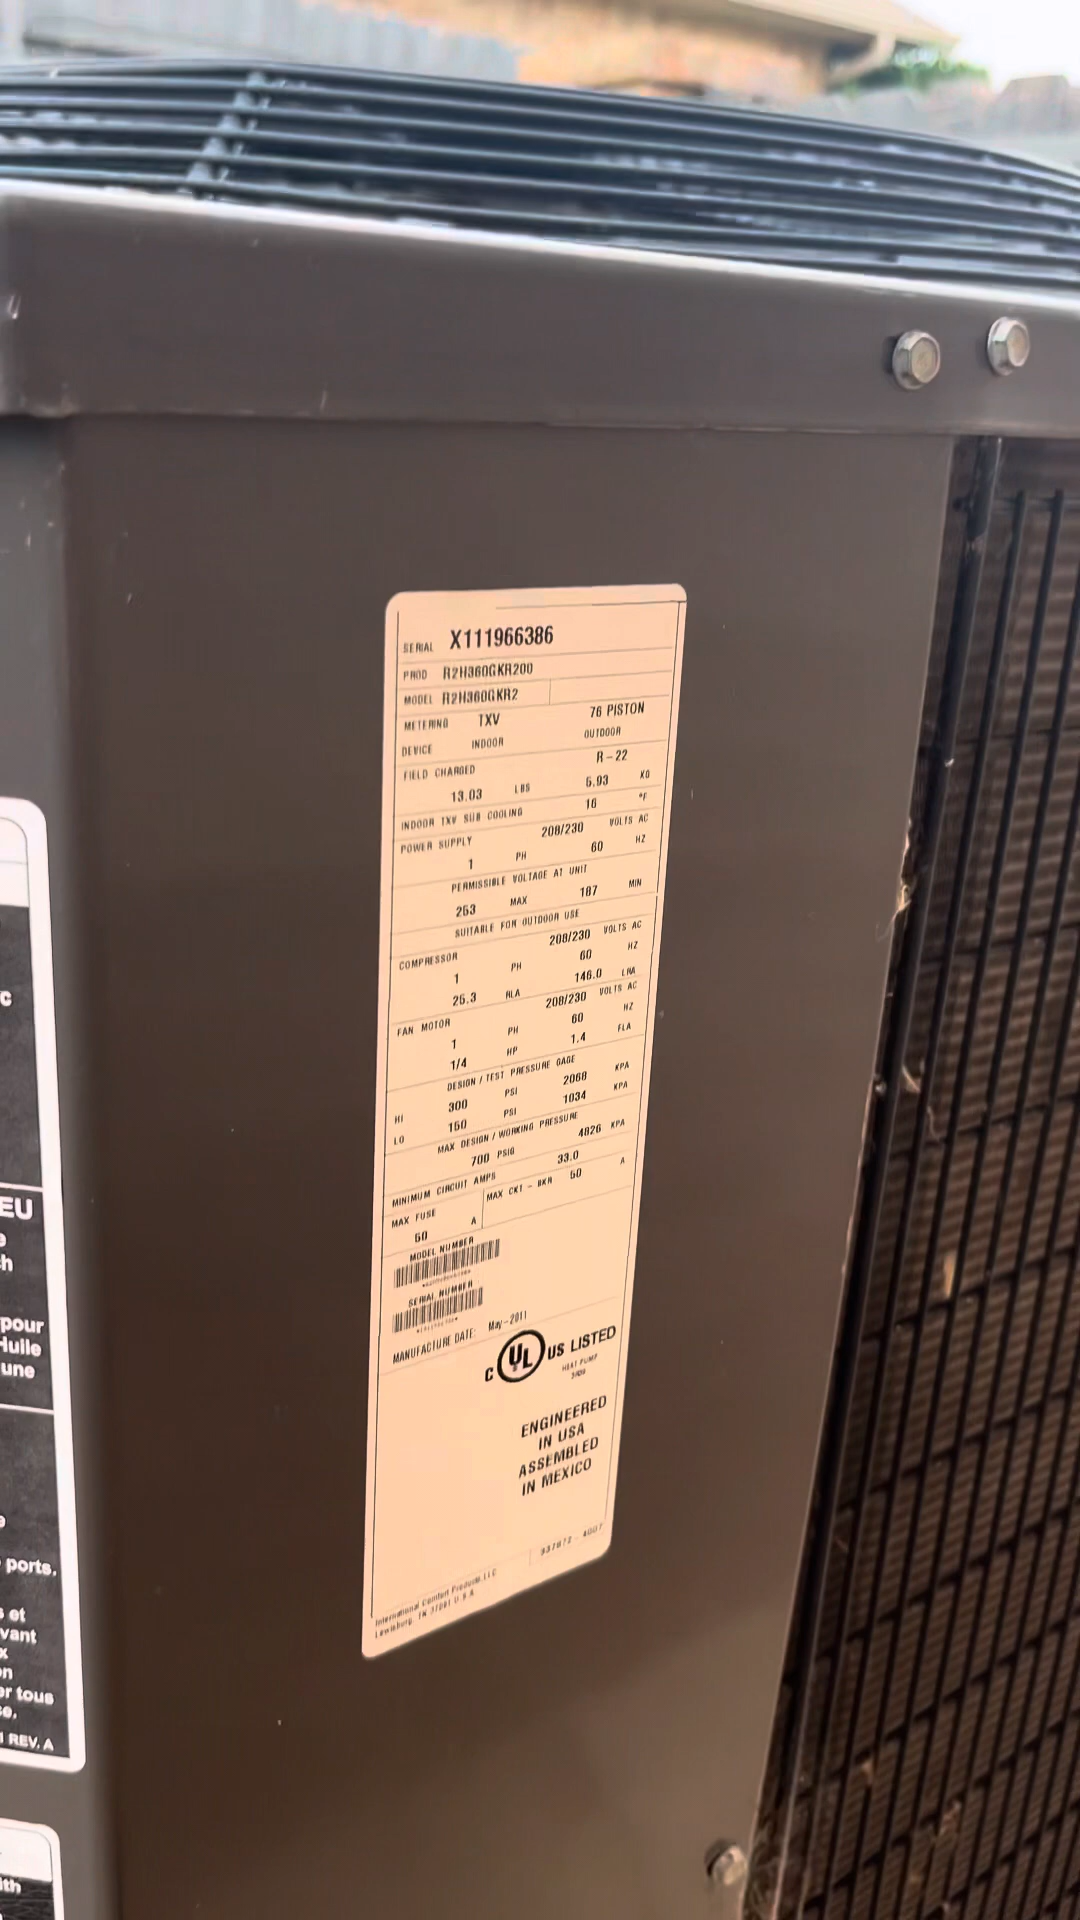 SERIAL X111966386
PROD R2H360GKR200
MODEL R2H360GKR2
METERING TXV 76 PISTON
DEVICE INDOOR OUTDOOR
FIELD CHARGED R-22
13.03 LBS 5.93 KG
INDOOR TXV SUB COOLING 16 °F
POWER SUPPLY 208/230 VOLTS AC
1 PH 60 HZ
PERMISSIBLE VOLTAGE AT UNIT
253 MAX 187 MIN
SUITABLE FOR OUTDOOR USE
COMPRESSOR 208/230 VOLTS AC
1 PH 60 HZ
26.3 RLA 146.0 LRA
FAN MOTOR 208/230 VOLTS AC
1 PH 60 HZ
1/4 HP 1.4 FLA
DESIGN / TEST PRESSURE GAGE
HI 300 PSI 2068 KPA
LO 150 PSI 1034 KPA
MAX DESIGN / WORKING PRESSURE
700 PSIG 4826 KPA
MINIMUM CIRCUIT AMPS 33.0
MAX FUSE MAX CKT - BKR 50 A
50 A
MODEL NUMBER
SERIAL NUMBER
MANUFACTURE DATE: May-2011
C UL US LISTED
HEAT PUMP
ENGINEERED
IN USA
ASSEMBLED
IN MEXICO
International Comfort Products, LLC
Lewisburg, TN 37091 U.S.A.
EU
pour
Huile
une
ports.
et
vant
er tous
REV. A